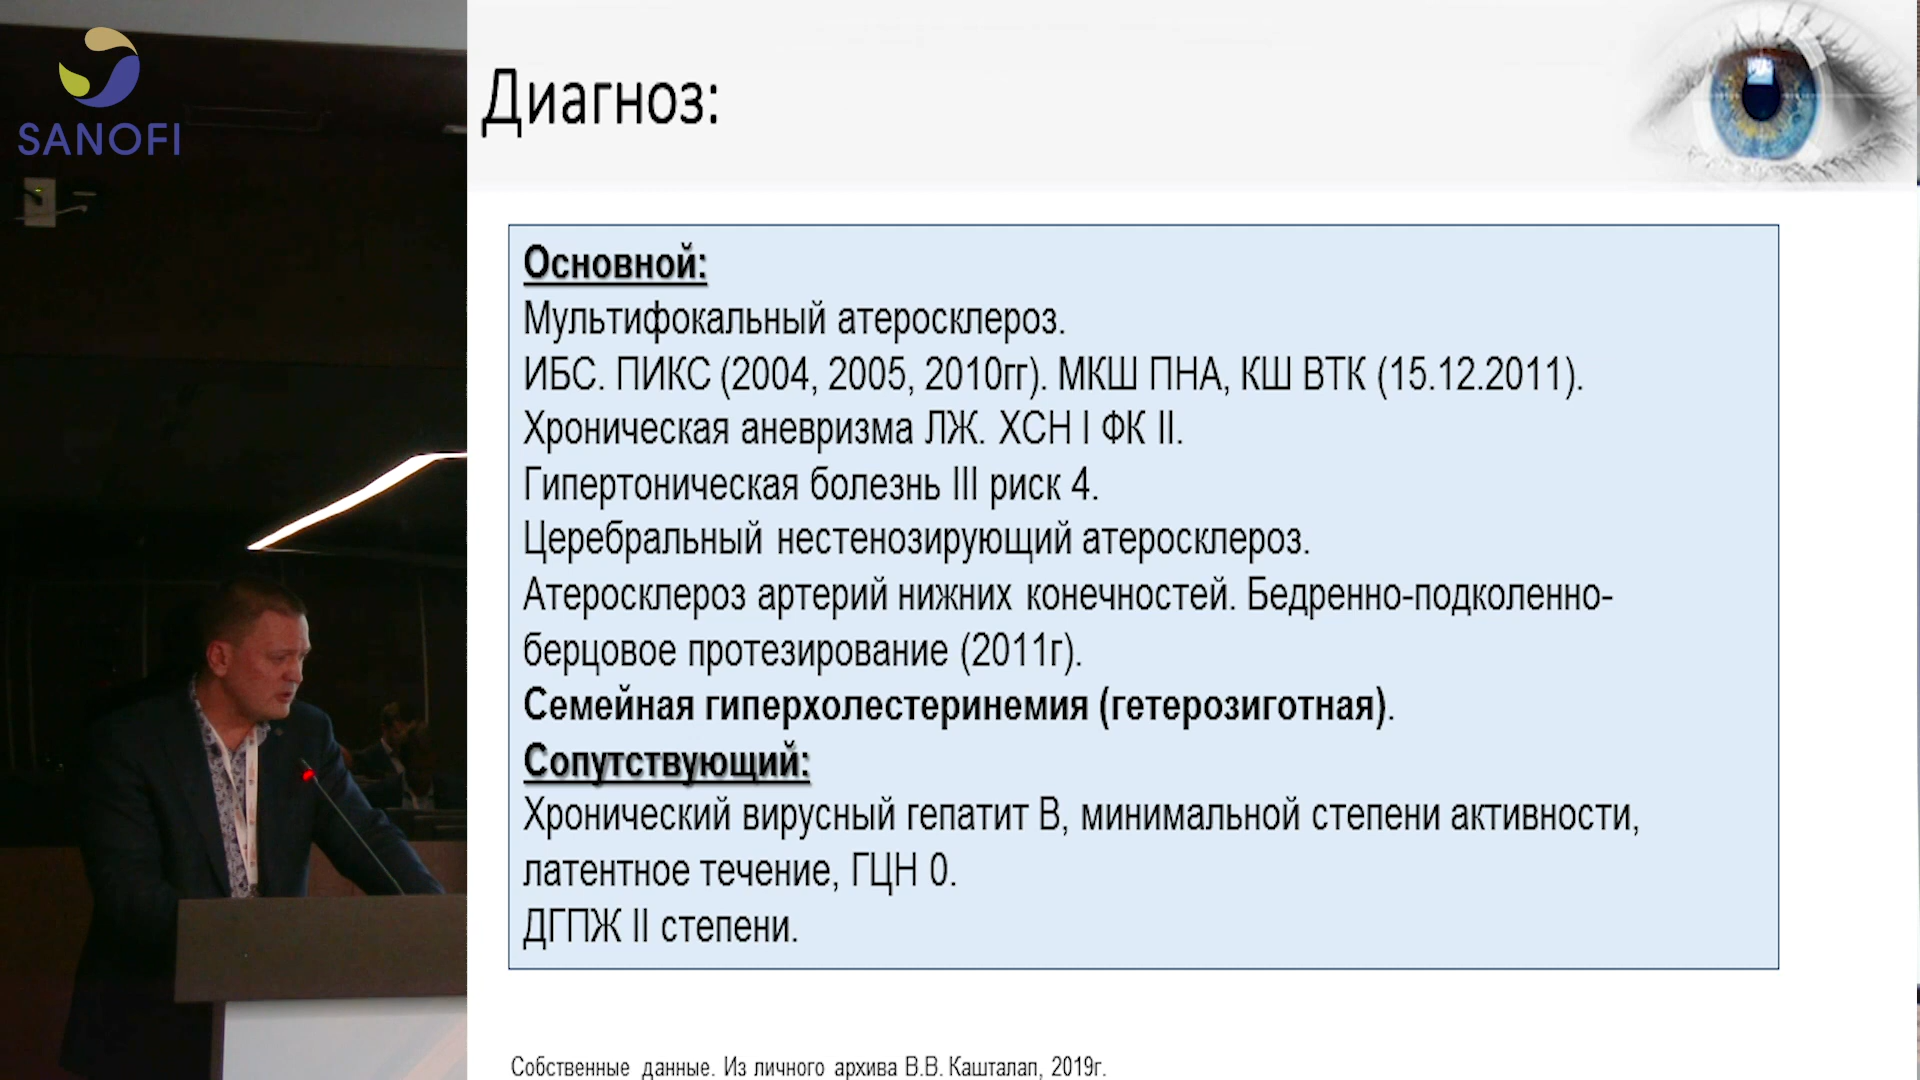 SANOFI
Диагноз:
Основной:
Мультифокальный атеросклероз.
ИБС. ПИКС (2004, 2005, 2010гг). МКШ ПНА, КШ ВТК (15.12.2011).
Хроническая аневризма ЛЖ. ХСН I ФК II.
Гипертоническая болезнь III риск 4.
Церебральный нестенозирующий атеросклероз.
Атеросклероз артерий нижних конечностей. Бедренно-подколенно-
берцовое протезирование (2011г).
Семейная гиперхолестеринемия (гетерозиготная).
Сопутствующий:
Хронический вирусный гепатит В, минимальной степени активности,
латентное течение, ГЦН 0.
ДГПЖ II степени.
Собственные данные. Из личного архива В.В. Кашталап, 2019г.